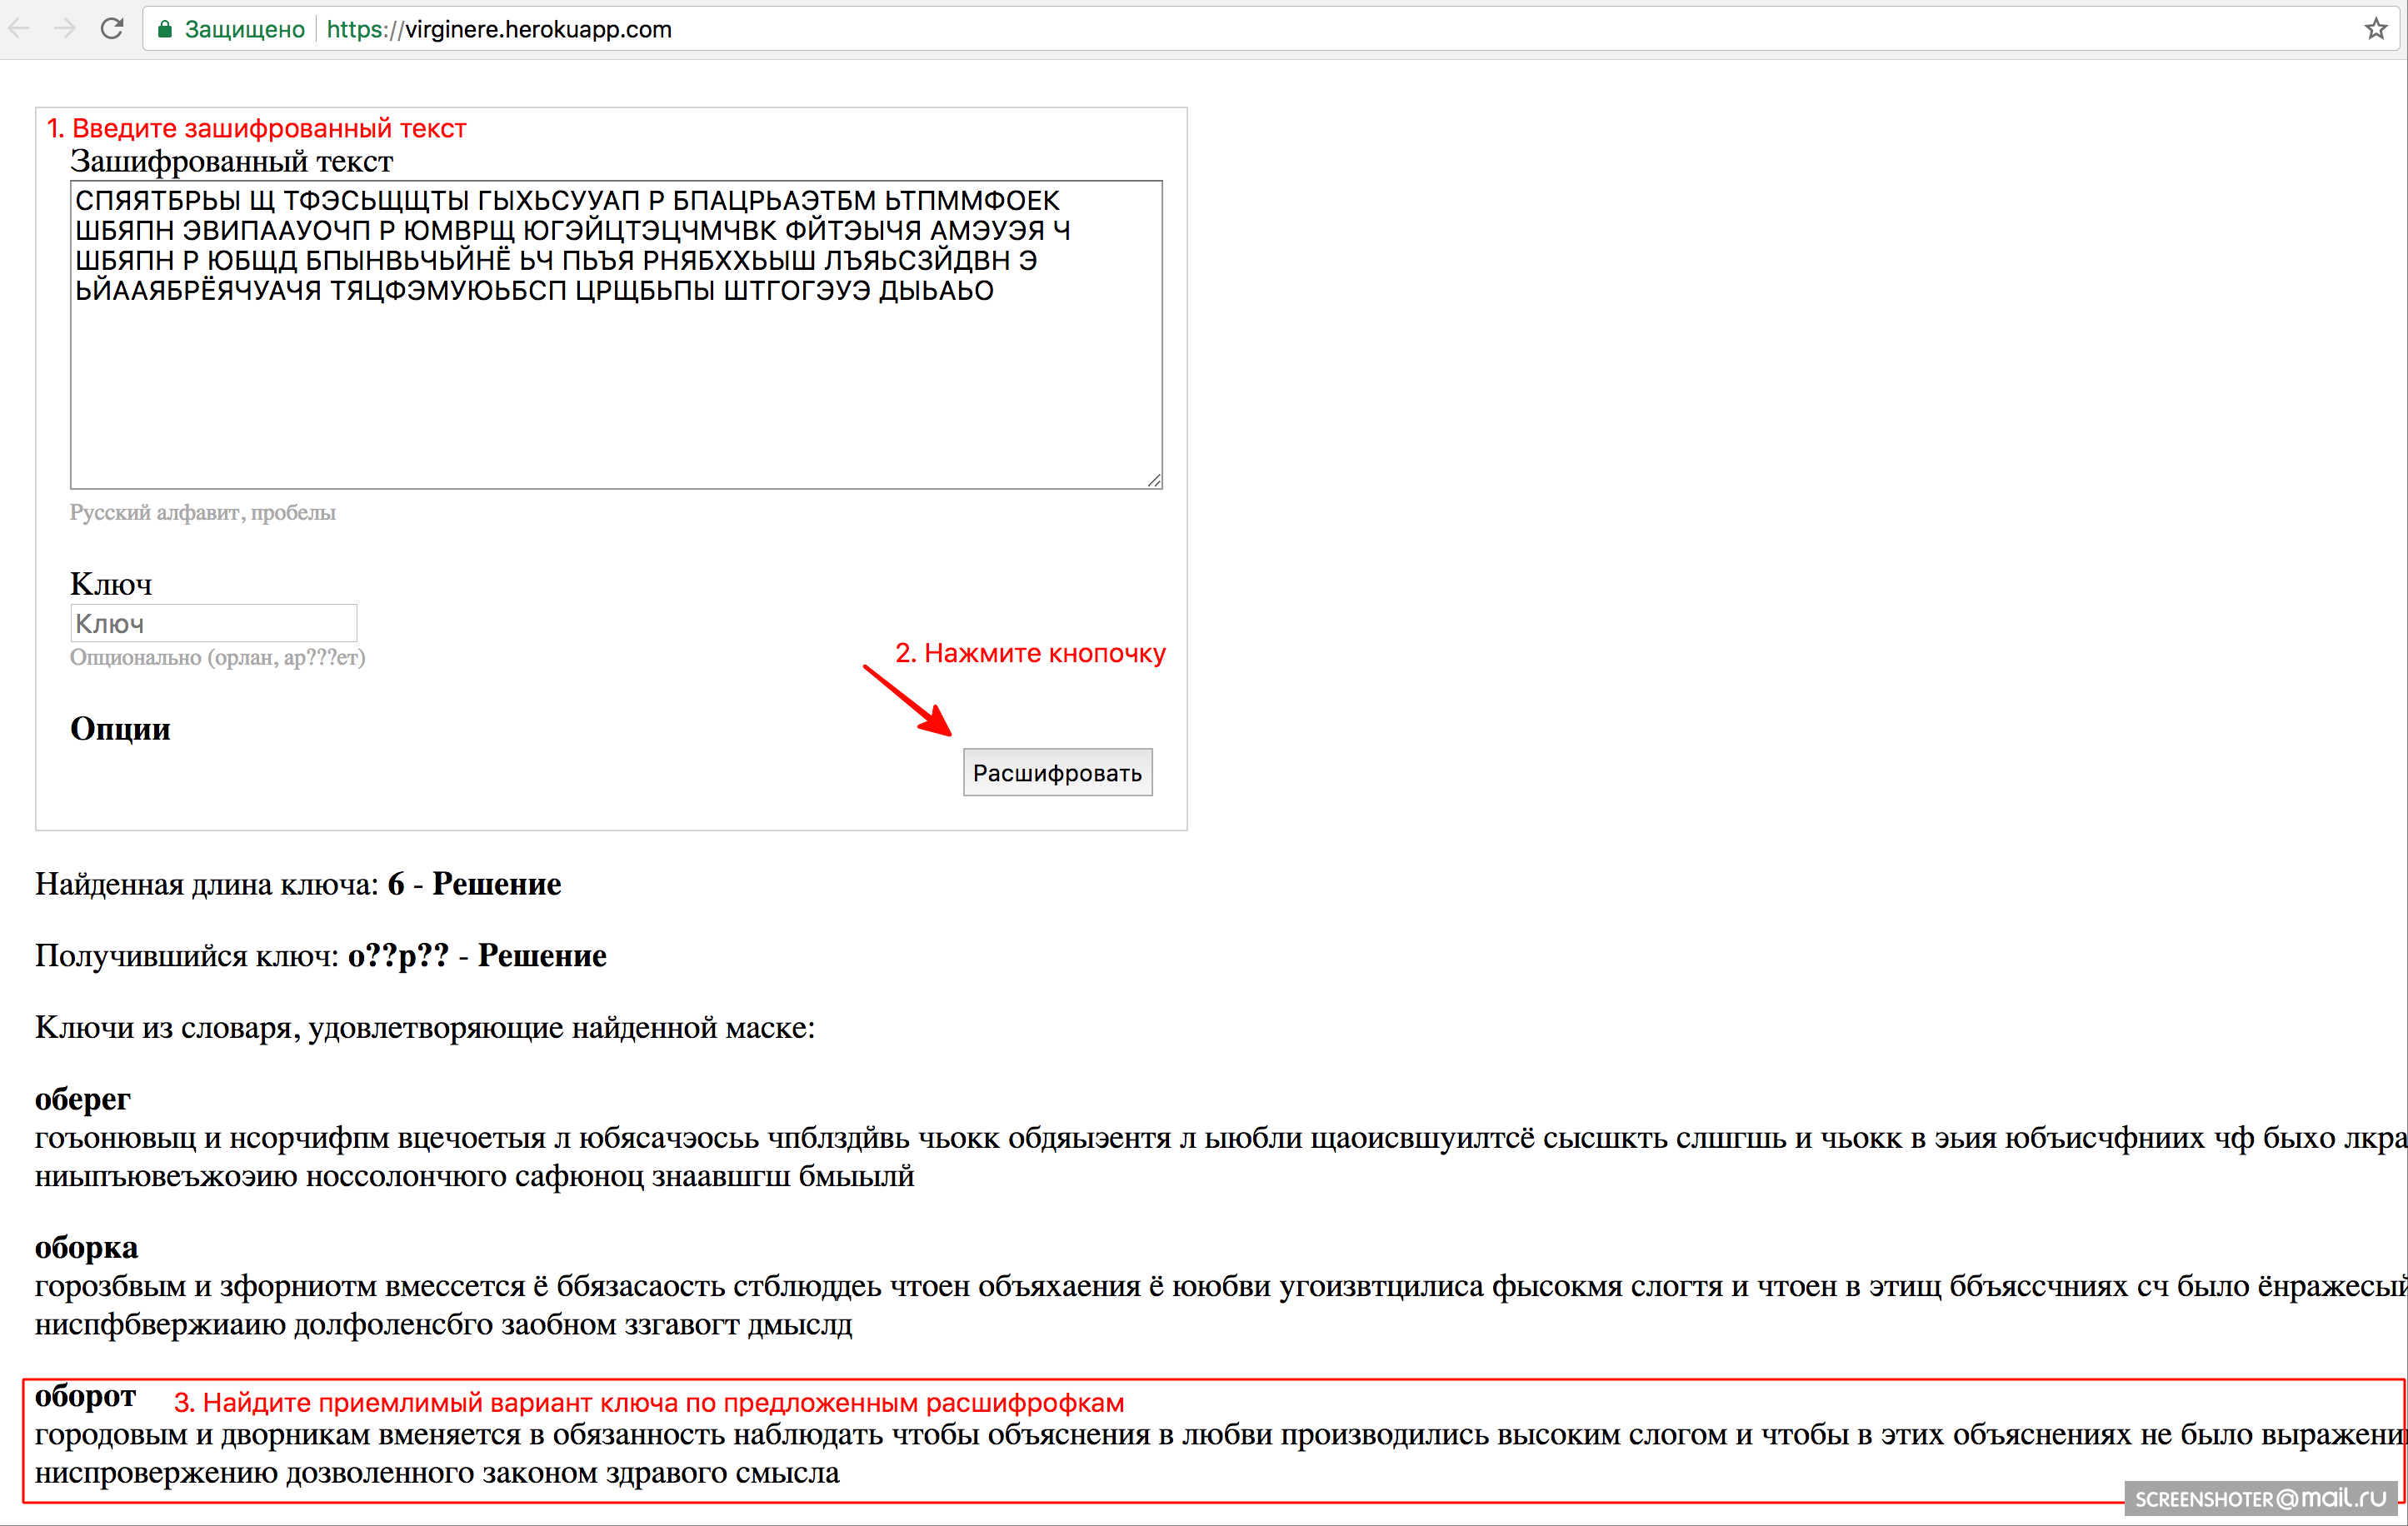 Защищено https://virginere.herokuapp.com
1. Введите зашифрованный текст
Зашифрованный текст
СПЯЯТБРЬЫ Щ ТФЭСЬЩЩТЫ ГЫХЬСУУАП Р БПАЦРЬАЭТБМ ЬТПММФОЕК
ШБЯПН ЭВИПААУОЧП Р ЮМВРЩ ЮГЭЙЦТЭЦЧМЧВК ФЙТЭЫЧЯ АМЭУЭЯ Ч
ШБЯПН Р ЮБЩД БПЫНВЬЧЬЙНЁ ЬЧ ПЬЪЯ РНЯБХХЬЫШ ЛЪЯЬСЗЙДВН Э
ЬЙААЯБРЁЯЧУАЧЯ ТЯЦФЭМУЮЬБСП ЦРЩБЬПЫ ШТГОГЭУЭ ДЫЬАЬО
Русский алфавит, пробелы
Ключ
Ключ
Опционально (орлан, ар???ет)
2. Нажмите кнопочку
Опции
Расшифровать
Найденная длина ключа: 6 - Решение
Получившийся ключ: о??р?? - Решение
Ключи из словаря, удовлетворяющие найденной маске:
оберег
гоъонювыц и нсорчифпм вцечоетыя л юбясачэосьь чпблздйвь чьокк обдяыэентя л ыюбли щаоисвшуилтсё сысшкть слшгшь и чьокк в эьия юбъисчфниих чф быхо лкра
ниыпъювеъжоэию носсолончюго сафюноц знаавшгш бмыылй
оборка
горозбвым и зфорниотм вмессется ё ббязасаость стблюддеь чтоен объяхаения ё ююбви угоизвтцилиса фысокмя слогтя и чтоен в этищ ббъяссчниях сч было ёнражесый
ниспфбвержиаию долфоленсбго заобном ззгавогт дмыслд
оборот
3. Найдите приемлимый вариант ключа по предложенным расшифрофкам
городовым и дворникам вменяется в обязанность наблюдать чтобы объяснения в любви производились высоким слогом и чтобы в этих объяснениях не было выражени
ниспровержению дозволенного законом здравого смысла
SCREENSHOTER@mail.ru